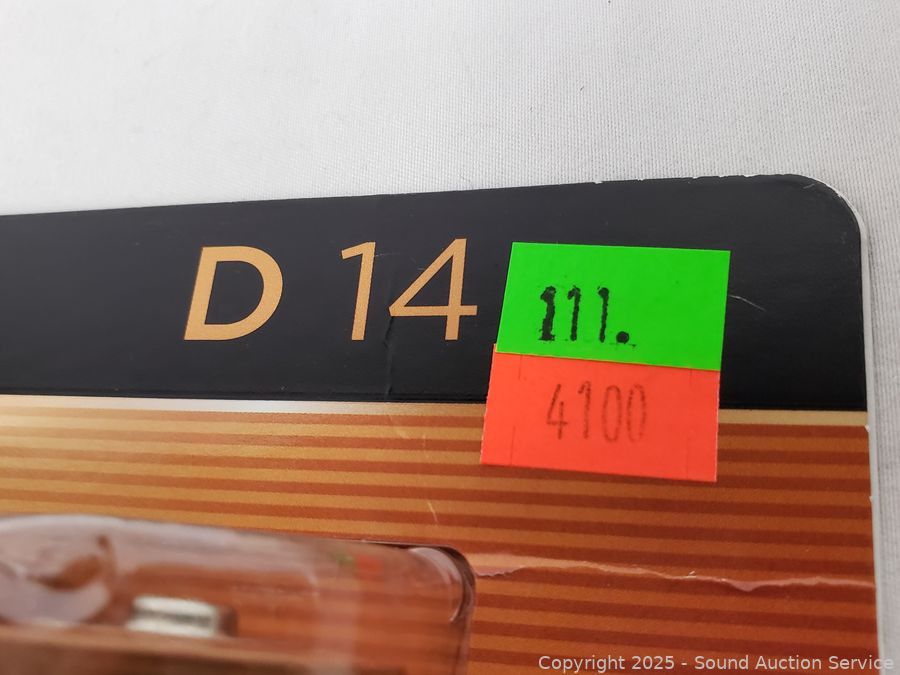 D 14
111.
4100
Copyright 2025 - Sound Auction Service